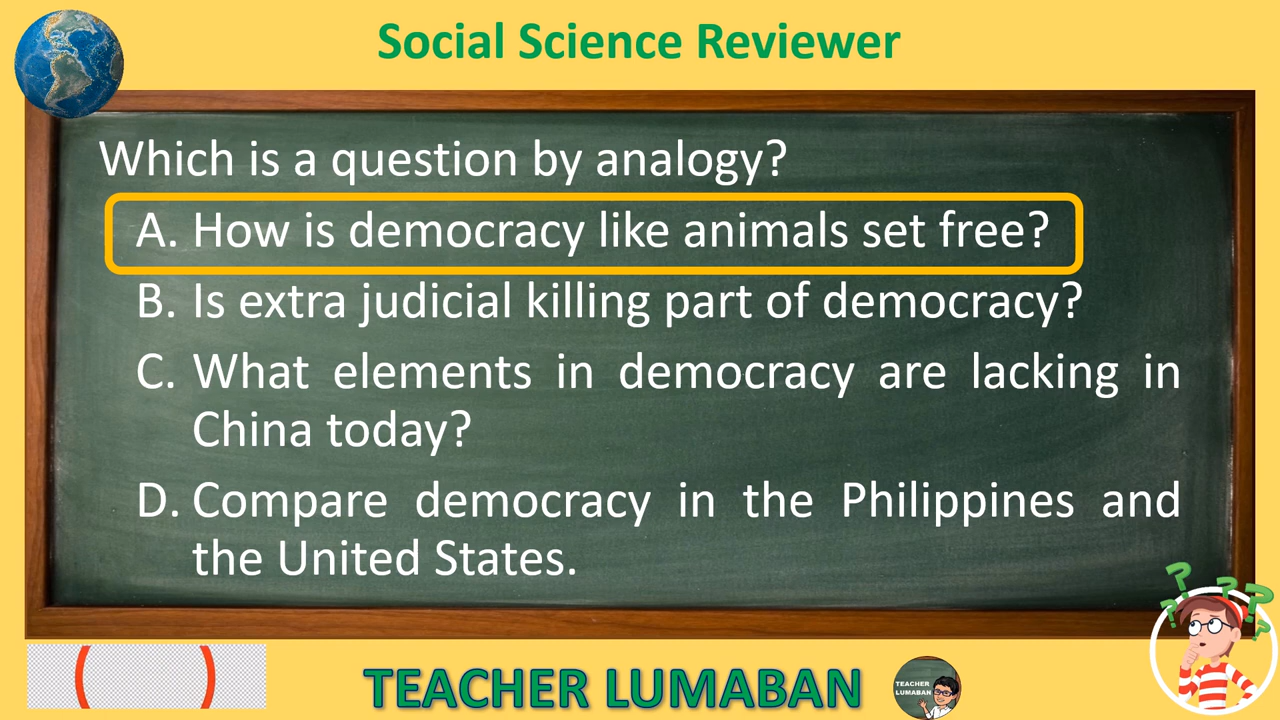 Social Science Reviewer
Which is a question by analogy?
A. How is democracy like animals set free?
B. Is extra judicial killing part of democracy?
C. What elements in democracy are lacking in
China today?
D. Compare democracy in the Philippines and
the United States.
TEACHER LUMABAN
TEACHER
LUMABAN